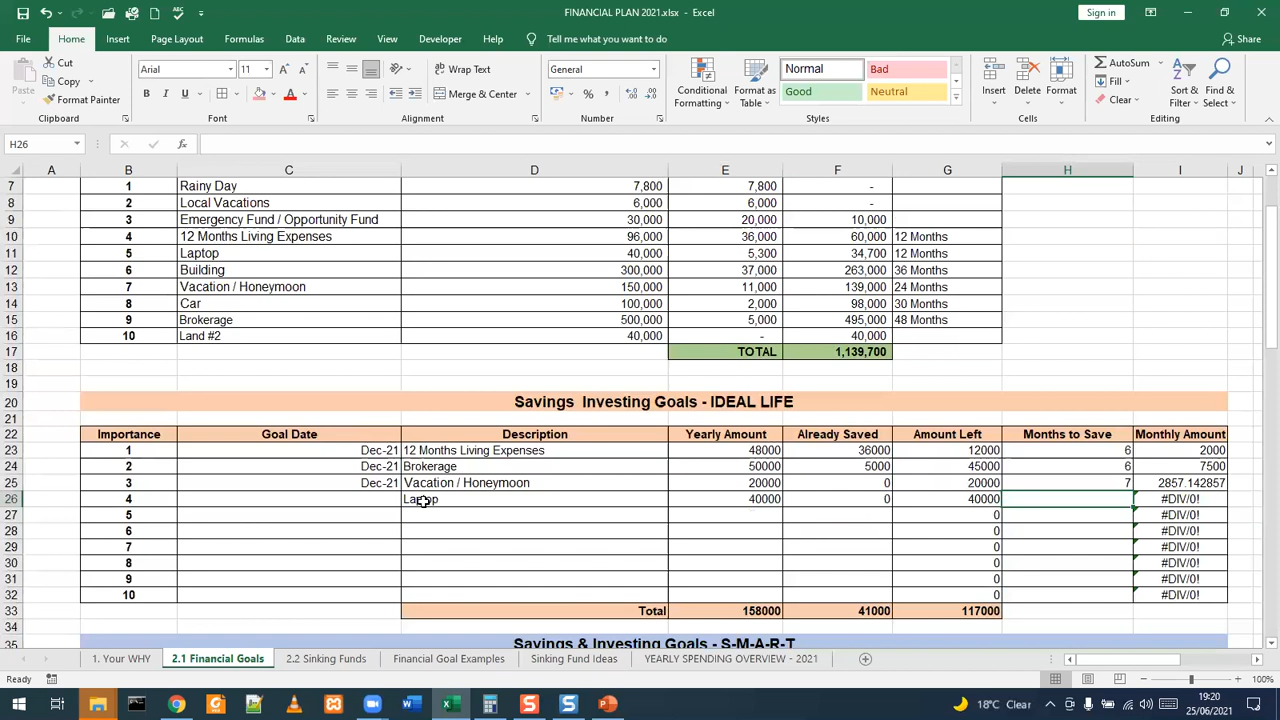 FINANCIAL PLAN 2021.xlsx - Excel
Sign in
File Home Insert Page Layout Formulas Data Review View Developer Help Tell me what you want to do Share
Paste
Cut
Copy
Format Painter
Clipboard
Arial 11
B I U
Font
Wrap Text
Merge & Center
Alignment
General
Number
Conditional Formatting
Format as Table
Normal Bad
Good Neutral
Styles
Insert Delete Format
Cells
AutoSum
Fill
Clear
Sort & Filter
Find & Select
Editing
H26
A B C D E F G H I J
7 1 Rainy Day 7,800 7,800 -
8 2 Local Vacations 6,000 6,000 -
9 3 Emergency Fund / Opportunity Fund 30,000 20,000 10,000
10 4 12 Months Living Expenses 96,000 36,000 60,000 12 Months
11 5 Laptop 40,000 5,300 34,700 12 Months
12 6 Building 300,000 37,000 263,000 36 Months
13 7 Vacation / Honeymoon 150,000 11,000 139,000 24 Months
14 8 Car 100,000 2,000 98,000 30 Months
15 9 Brokerage 500,000 5,000 495,000 48 Months
16 10 Land #2 40,000 - 40,000
17 TOTAL 1,139,700
18
19
20 Savings Investing Goals - IDEAL LIFE
21
22 Importance Goal Date Description Yearly Amount Already Saved Amount Left Months to Save Monthly Amount
23 1 Dec-21 12 Months Living Expenses 48000 36000 12000 6 2000
24 2 Dec-21 Brokerage 50000 5000 45000 6 7500
25 3 Dec-21 Vacation / Honeymoon 20000 0 20000 7 2857.142857
26 4 Laptop 40000 0 40000 #DIV/0!
27 5 0 #DIV/0!
28 6 0 #DIV/0!
29 7 0 #DIV/0!
30 8 0 #DIV/0!
31 9 0 #DIV/0!
32 10 0 #DIV/0!
33 Total 158000 41000 117000
34
35 Savings & Investing Goals - S-M-A-R-T
1. Your WHY 2.1 Financial Goals 2.2 Sinking Funds Financial Goal Examples Sinking Fund Ideas YEARLY SPENDING OVERVIEW - 2021
Ready
100%
18°C Clear
19:20
25/06/2021